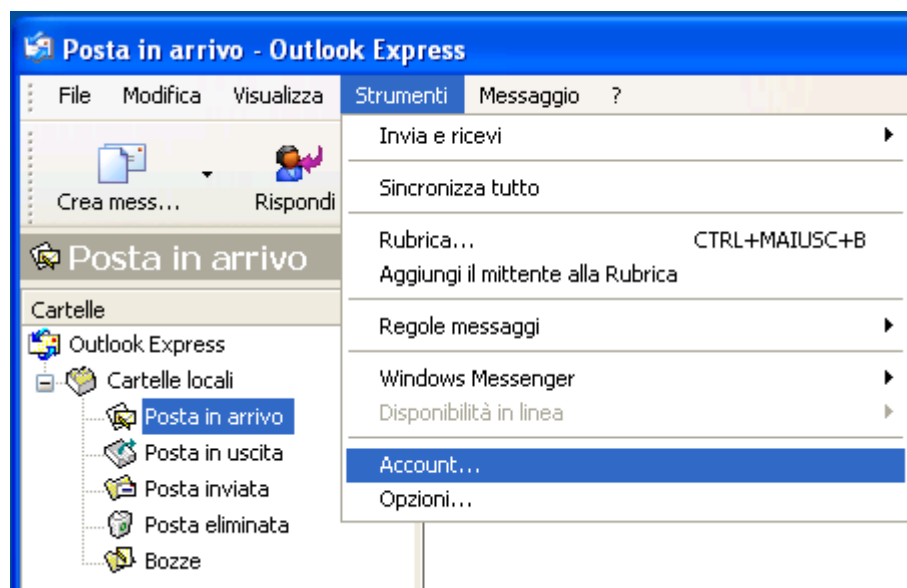 Posta in arrivo - Outlook Express
File Modifica Visualizza Strumenti Messaggio ?
Crea mess... Rispondi
Posta in arrivo
Cartelle
Outlook Express
Cartelle locali
Posta in arrivo
Posta in uscita
Posta inviata
Posta eliminata
Bozze
Invia e ricevi
Sincronizza tutto
Rubrica... CTRL+MAIUSC+B
Aggiungi il mittente alla Rubrica
Regole messaggi
Windows Messenger
Disponibilità in linea
Account...
Opzioni...